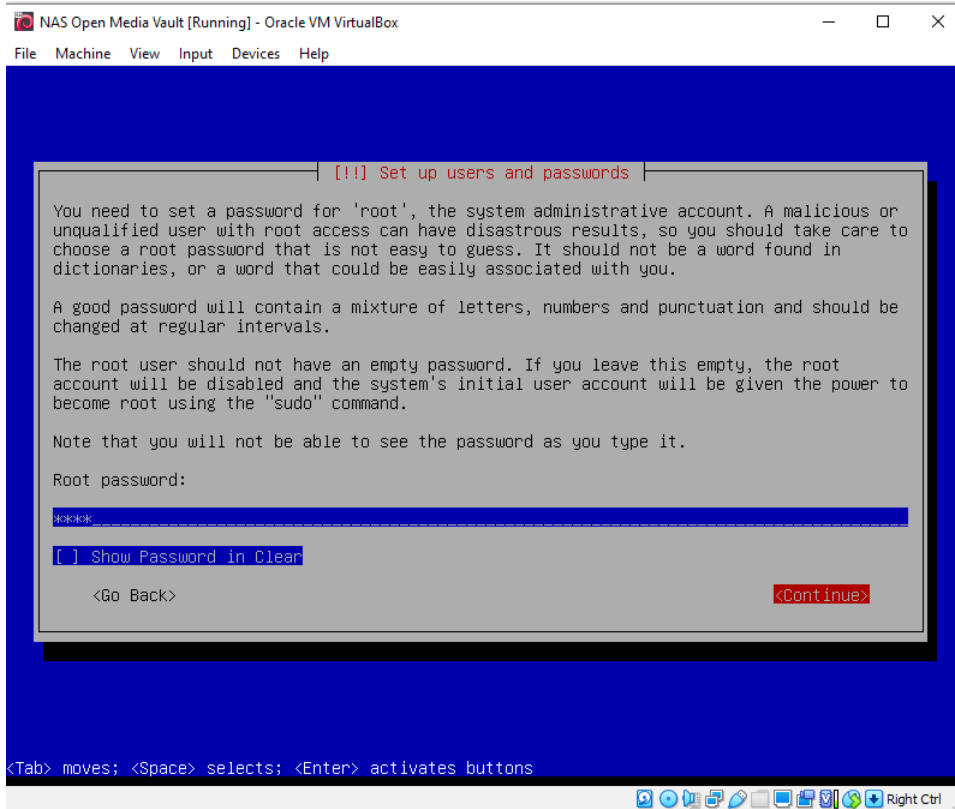 NAS Open Media Vault [Running] - Oracle VM VirtualBox
File Machine View Input Devices Help
[!!] Set up users and passwords
You need to set a password for 'root', the system administrative account. A malicious or
unqualified user with root access can have disastrous results, so you should take care to
choose a root password that is not easy to guess. It should not be a word found in
dictionaries, or a word that could be easily associated with you.
A good password will contain a mixture of letters, numbers and punctuation and should be
changed at regular intervals.
The root user should not have an empty password. If you leave this empty, the root
account will be disabled and the system's initial user account will be given the power to
become root using the "sudo" command.
Note that you will not be able to see the password as you type it.
Root password:
****
[ ] Show Password in Clear
<Go Back> <Continue>
<Tab> moves; <Space> selects; <Enter> activates buttons
Right Ctrl